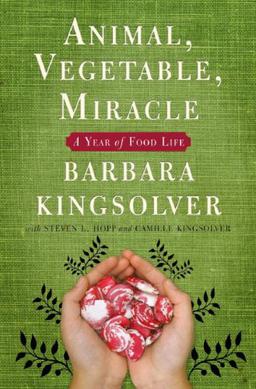 ANIMAL,
VEGETABLE,
MIRACLE
A YEAR of FOOD LIFE
BARBARA
KINGSOLVER
with STEVEN L. HOPP and CAMILLE KINGSOLVER